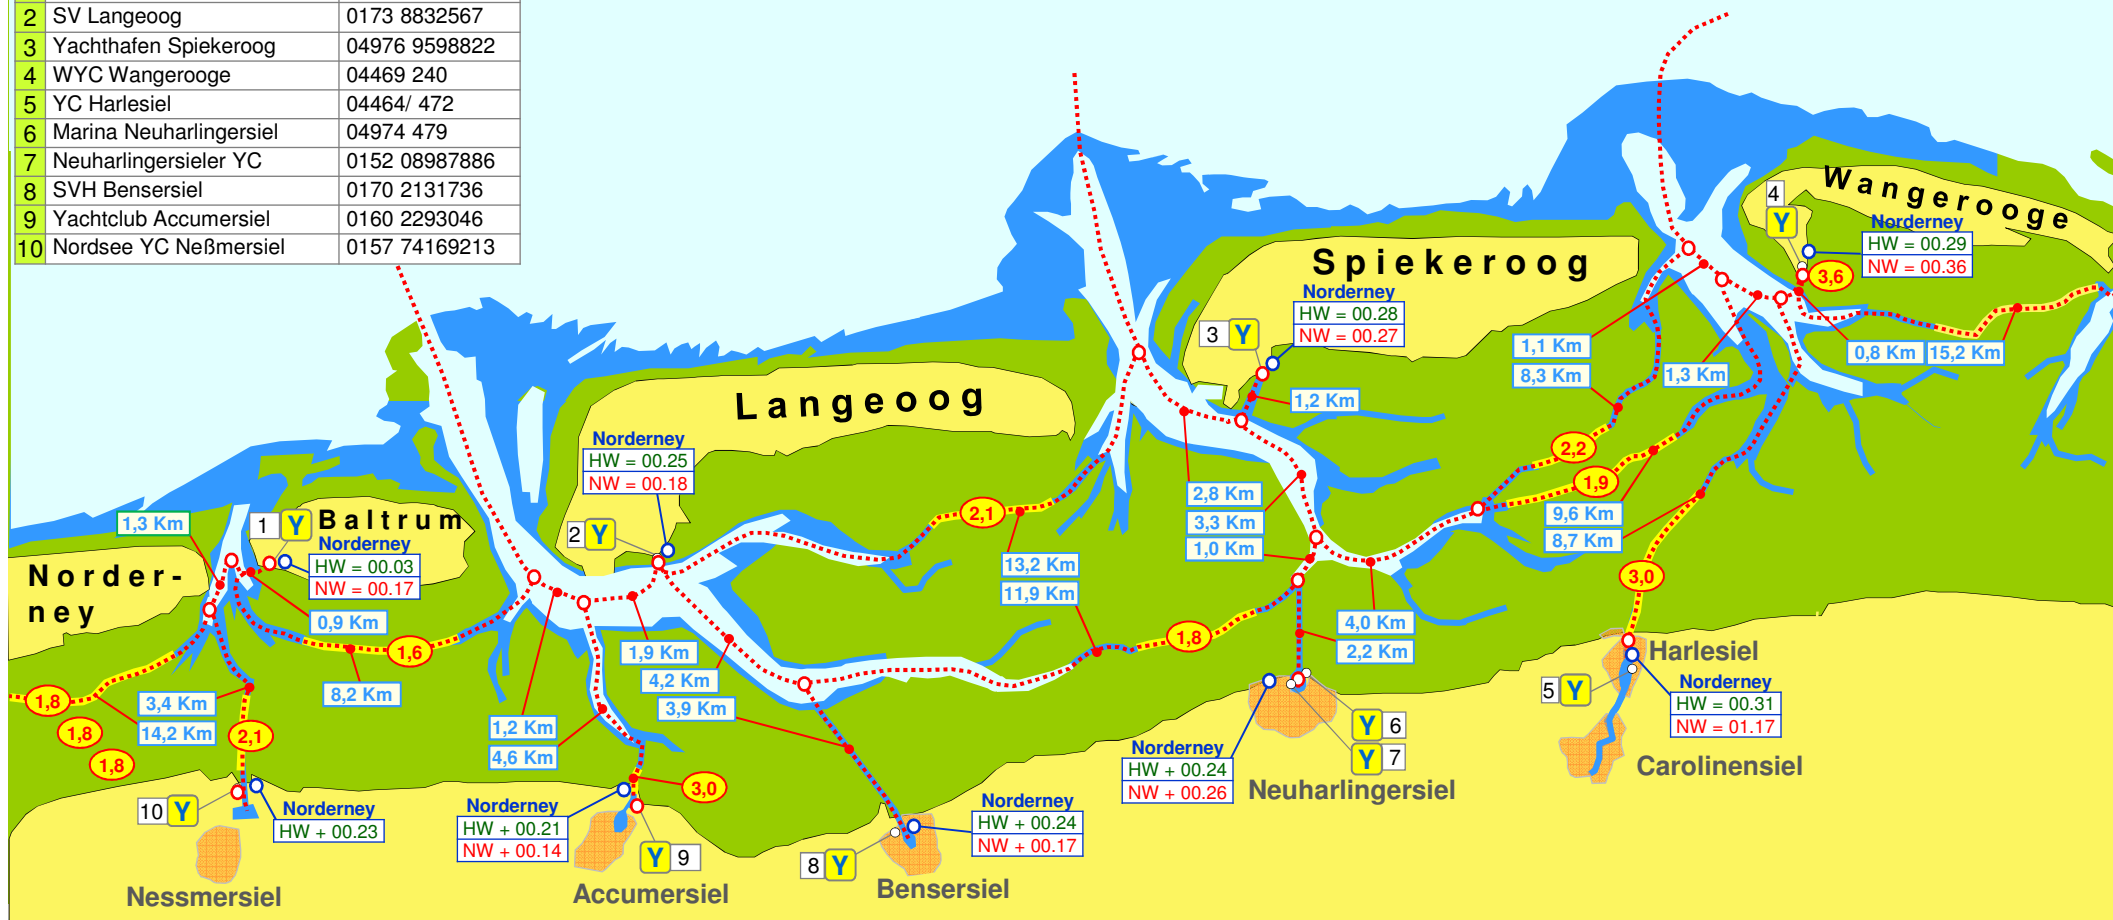 2 SV Langeoog 0173 8832567
3 Yachthafen Spiekeroog 04976 9598822
4 WYC Wangerooge 04469 240
5 YC Harlesiel 04464/ 472
6 Marina Neuharlingersiel 04974 479
7 Neuharlingersieler YC 0152 08987886
8 SVH Bensersiel 0170 2131736
9 Yachtclub Accumersiel 0160 2293046
10 Nordsee YC Neßmersiel 0157 74169213
Wangerooge
4
Y
Norderney
HW = 00.29
NW = 00.36
3,6
Spiekeroog
Norderney
HW = 00.28
NW = 00.27
3 Y
1,2 Km
1,1 Km
8,3 Km
1,3 Km
0,8 Km
15,2 Km
Langeoog
Norderney
HW = 00.25
NW = 00.18
2 Y
2,1
2,2
1,9
2,8 Km
3,3 Km
1,0 Km
9,6 Km
8,7 Km
1,3 Km
1 Y
Baltrum
Norderney
HW = 00.03
NW = 00.17
Norder-
ney
0,9 Km
1,6
8,2 Km
13,2 Km
11,9 Km
1,8
4,0 Km
2,2 Km
3,0
1,8
1,8
1,8
3,4 Km
14,2 Km
2,1
1,9 Km
4,2 Km
3,9 Km
1,2 Km
4,6 Km
3,0
Harlesiel
5 Y
Norderney
HW = 00.31
NW = 01.17
Carolinensiel
Y 6
Y 7
Norderney
HW + 00.24
NW + 00.26
Neuharlingersiel
10 Y
Norderney
HW + 00.23
Nessmersiel
Norderney
HW + 00.21
NW + 00.14
Y 9
Accumersiel
8 Y
Norderney
HW + 00.24
NW + 00.17
Bensersiel